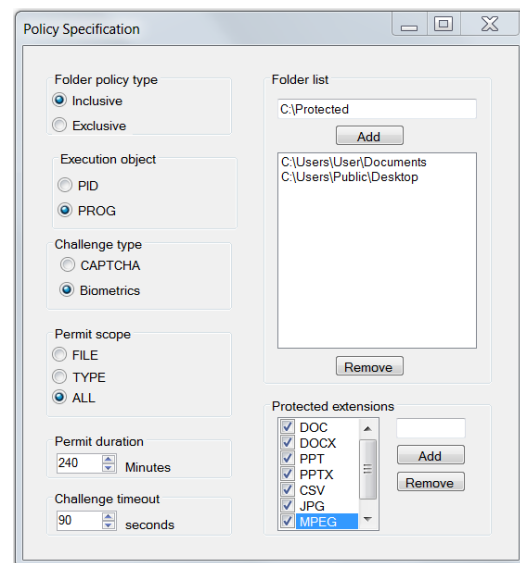 Policy Specification
Folder policy type
Inclusive
Exclusive
Execution object
PID
PROG
Challenge type
CAPTCHA
Biometrics
Permit scope
FILE
TYPE
ALL
Permit duration
240 Minutes
Challenge timeout
90 seconds
Folder list
C:\Protected
Add
C:\Users\User\Documents
C:\Users\Public\Desktop
Remove
Protected extensions
DOC
DOCX
PPT
PPTX
CSV
JPG
MPEG
Add
Remove